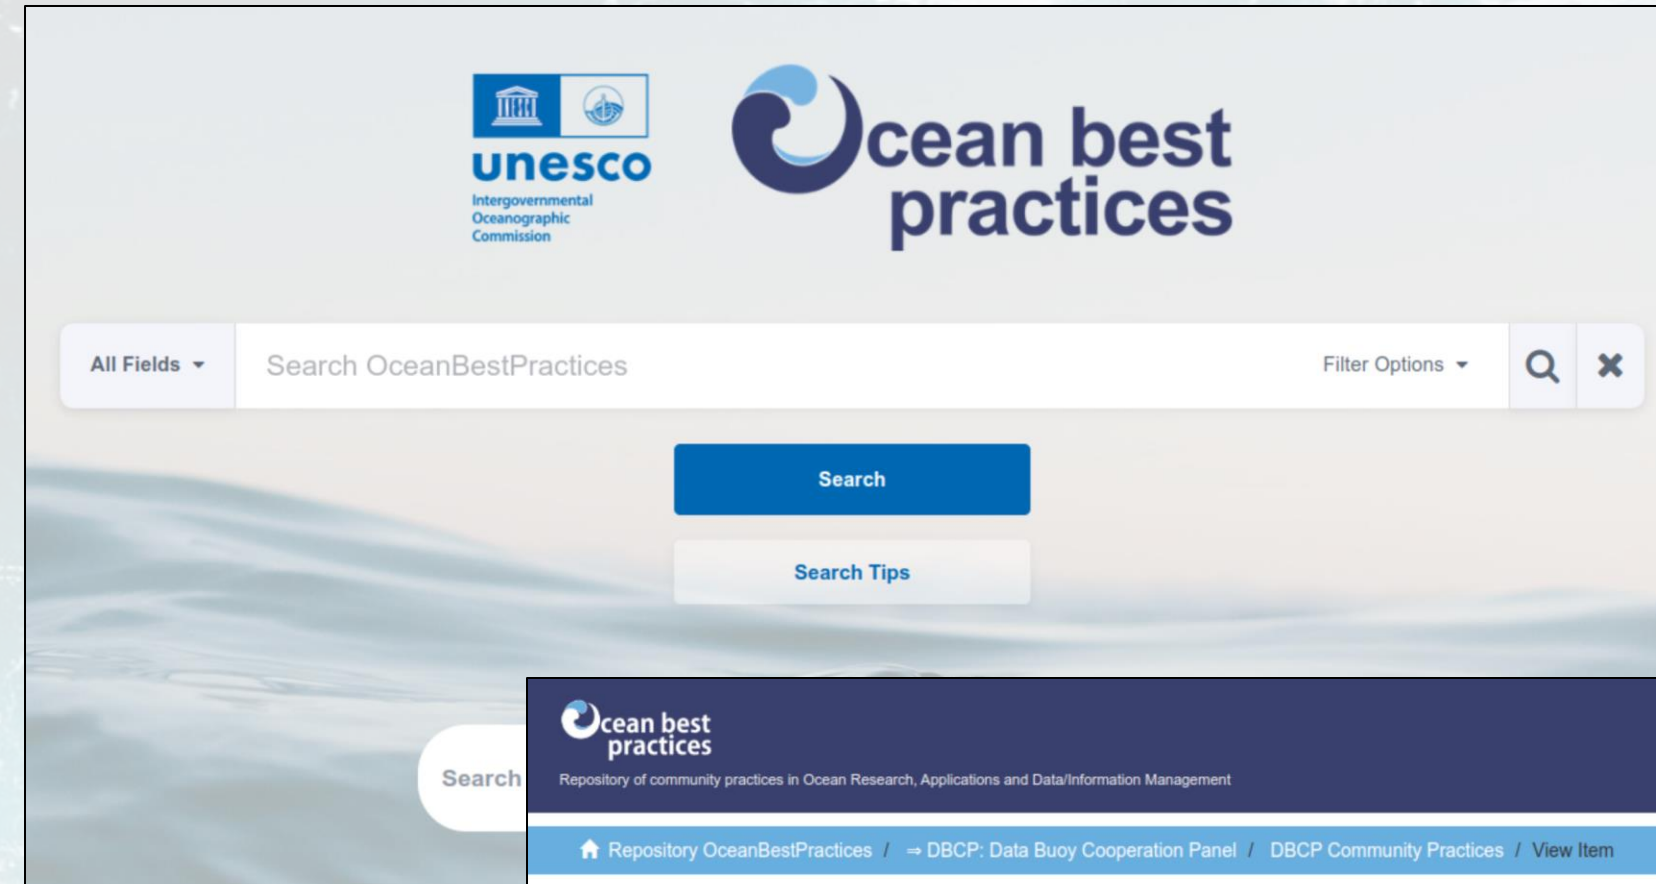 unesco
Intergovernmental
Oceanographic
Commission
Ocean best
practices
All Fields
Search OceanBestPractices
Filter Options
Search
Search Tips
Search
Ocean best
practices
Repository of community practices in Ocean Research, Applications and Data/Information Management
Repository OceanBestPractices / ⇒ DBCP: Data Buoy Cooperation Panel / DBCP Community Practices / View Item